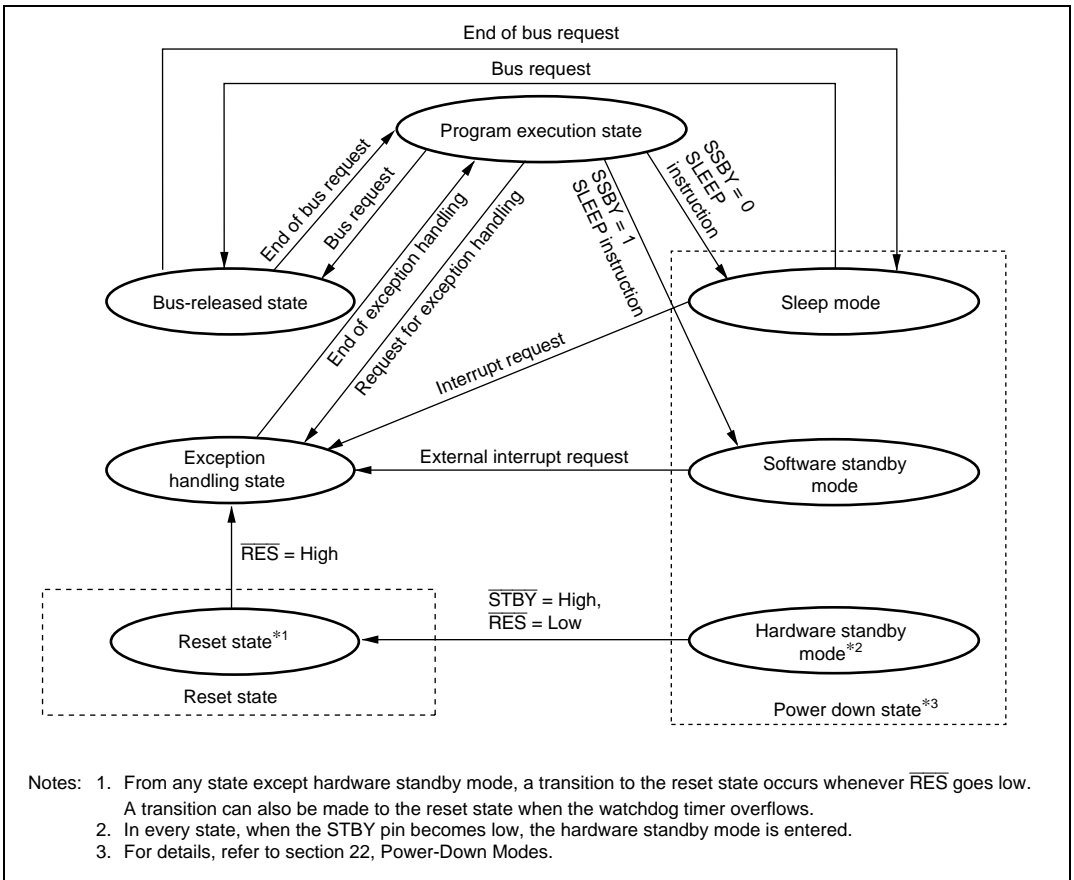 End of bus request
Bus request
Program execution state
End of bus request
Bus request
End of exception handling
Request for exception handling
SSBY = 1
SLEEP instruction
SSBY = 0
SLEEP
instruction
Bus-released state
Sleep mode
Interrupt request
Exception
handling state
External interrupt request
Software standby
mode
R̅E̅S̅ = High
S̅T̅B̅Y̅ = High,
R̅E̅S̅ = Low
Reset state*1
Hardware standby
mode*2
Reset state
Power down state*3
Notes: 1. From any state except hardware standby mode, a transition to the reset state occurs whenever R̅E̅S̅ goes low.
A transition can also be made to the reset state when the watchdog timer overflows.
2. In every state, when the STBY pin becomes low, the hardware standby mode is entered.
3. For details, refer to section 22, Power-Down Modes.